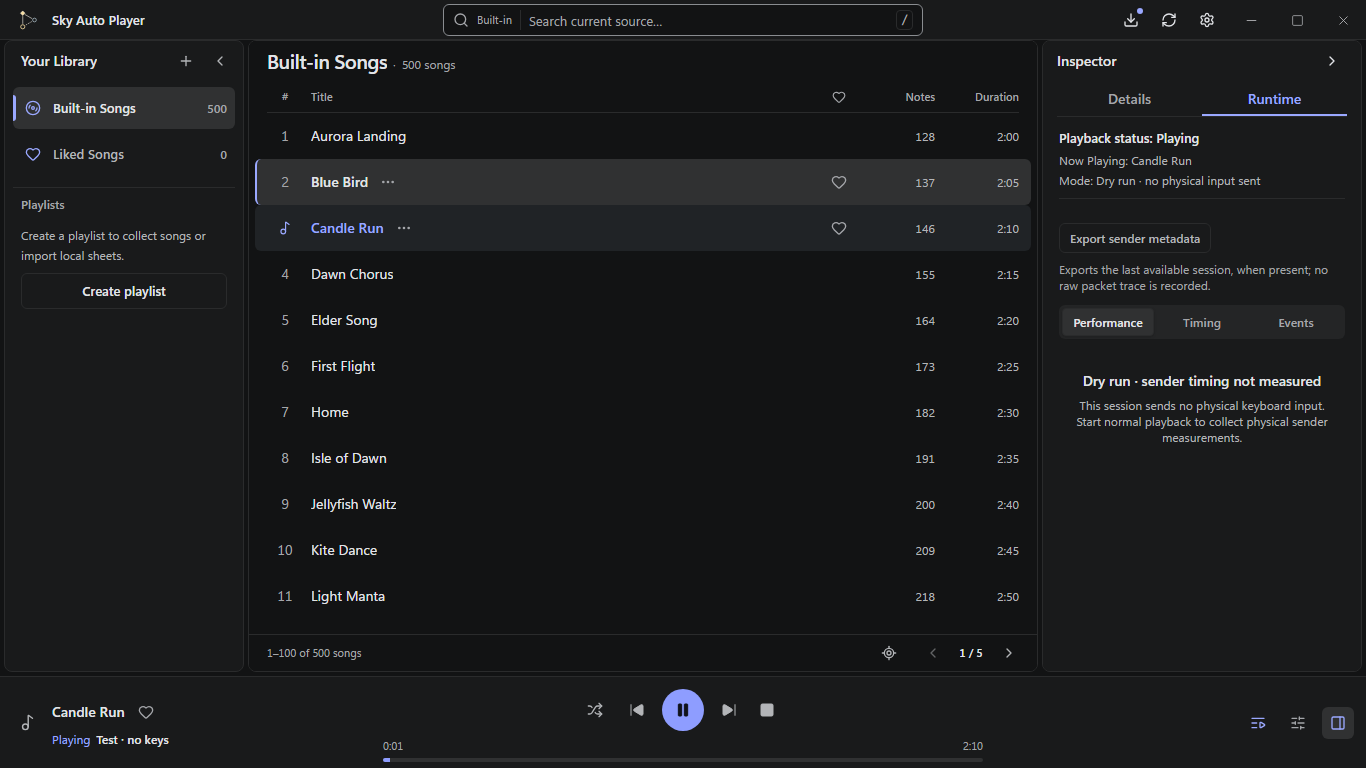 Sky Auto Player
Built-in
Search current source...
/
Your Library
Built-in Songs 500
Liked Songs 0
Playlists
Create a playlist to collect songs or
import local sheets.
Create playlist
Built-in Songs · 500 songs
# Title Notes Duration
1 Aurora Landing 128 2:00
2 Blue Bird ··· 137 2:05
Candle Run ··· 146 2:10
4 Dawn Chorus 155 2:15
5 Elder Song 164 2:20
6 First Flight 173 2:25
7 Home 182 2:30
8 Isle of Dawn 191 2:35
9 Jellyfish Waltz 200 2:40
10 Kite Dance 209 2:45
11 Light Manta 218 2:50
1–100 of 500 songs
1 / 5
Inspector
Details Runtime
Playback status: Playing
Now Playing: Candle Run
Mode: Dry run · no physical input sent
Export sender metadata
Exports the last available session, when present; no
raw packet trace is recorded.
Performance Timing Events
Dry run · sender timing not measured
This session sends no physical keyboard input.
Start normal playback to collect physical sender
measurements.
Candle Run
Playing Test · no keys
0:01 2:10